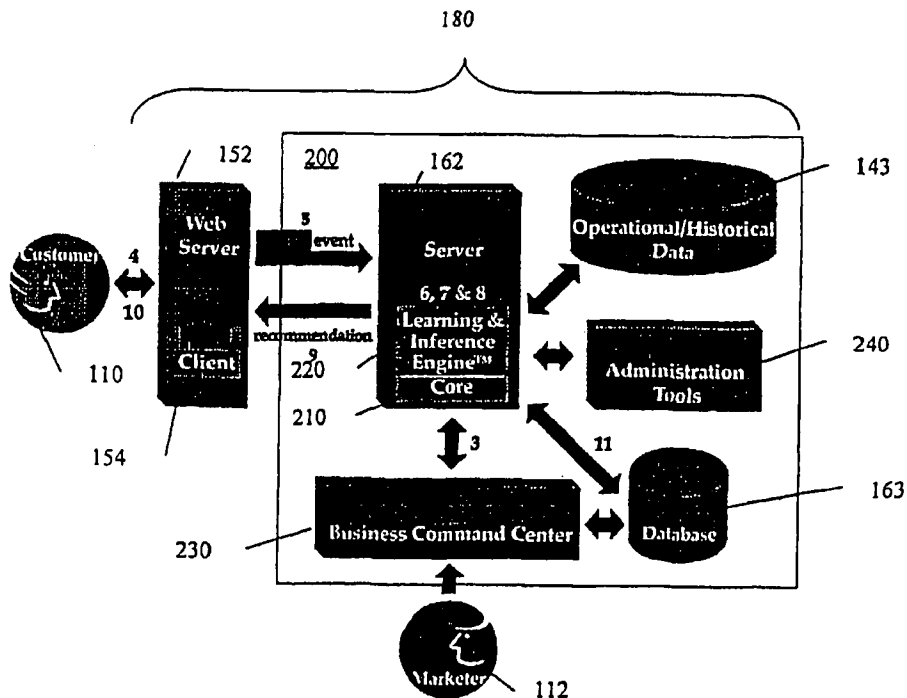 180
152
200
162
143
Web
Server
5
event
Server
Operational/Historical
Data
Customer
4
10
6, 7 & 8
recommendation
9
Learning &
Inference
Engine™
Core
Client
220
240
Administration
Tools
110
210
154
3
11
163
Business Command Center
Database
230
Marketer
112